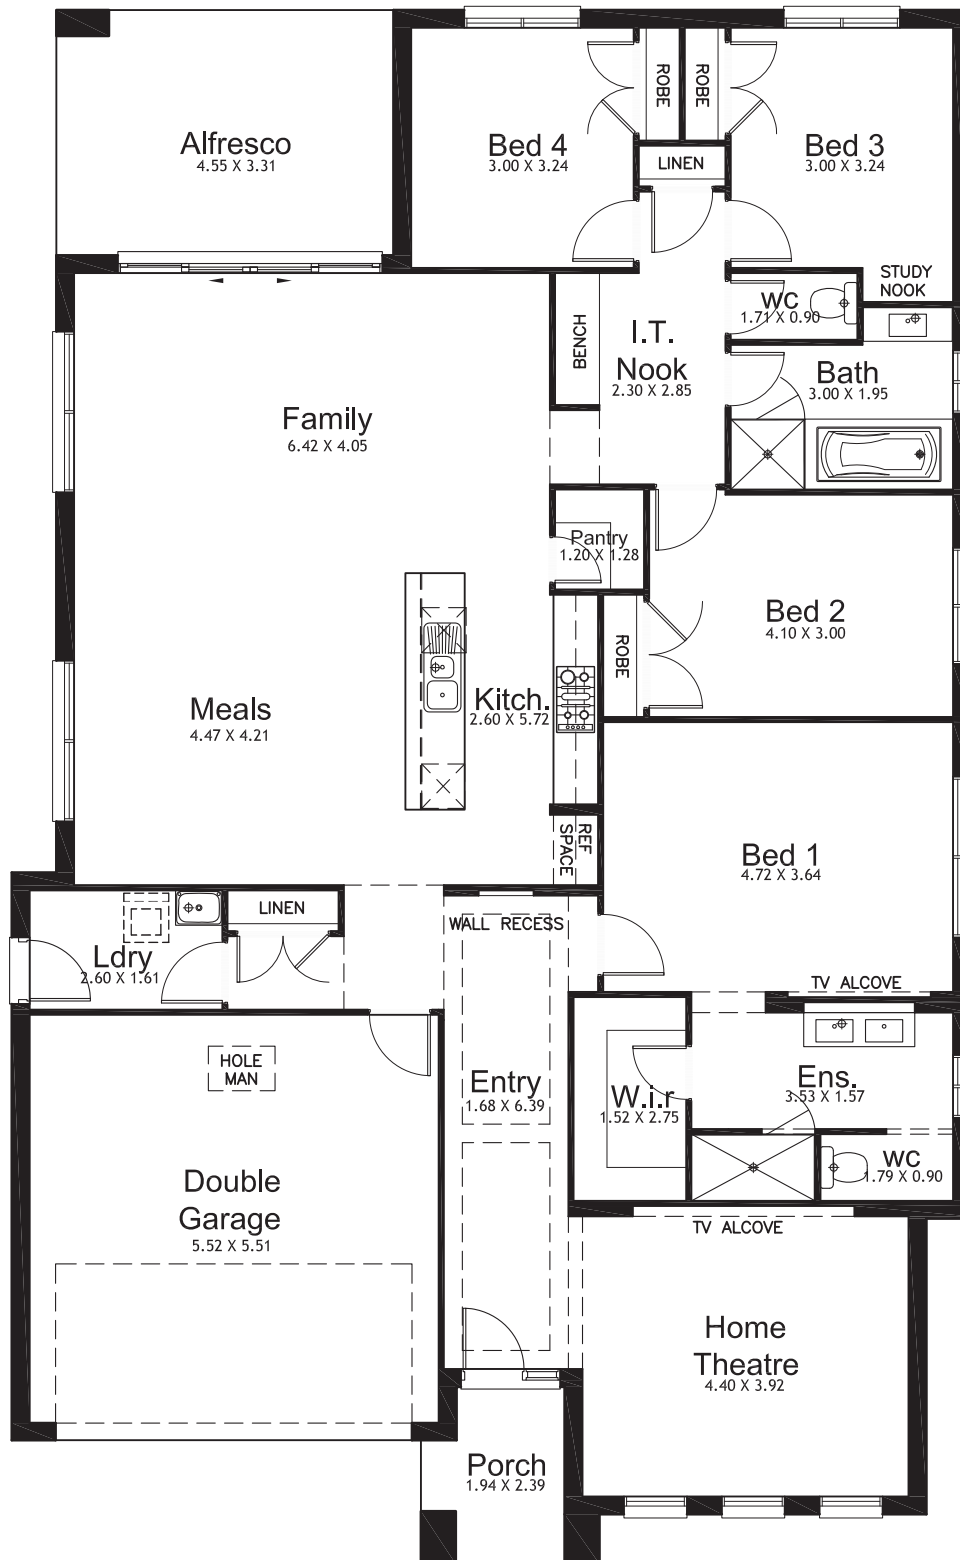 ROBE
ROBE
Alfresco
4.55 X 3.31
Bed 4
3.00 X 3.24
LINEN
Bed 3
3.00 X 3.24
STUDY
NOOK
WC
1.71 X 0.90
BENCH
I.T.
Nook
2.30 X 2.85
Bath
3.00 X 1.95
Family
6.42 X 4.05
Pantry
1.20 X 1.28
Bed 2
4.10 X 3.00
ROBE
Meals
4.47 X 4.21
Kitch.
2.60 X 5.72
REF
SPACE
Bed 1
4.72 X 3.64
LINEN
WALL RECESS
Ldry
2.60 X 1.61
TV ALCOVE
HOLE
MAN
Entry
1.68 X 6.39
W.i.r
1.52 X 2.75
Ens.
3.53 X 1.57
WC
1.79 X 0.90
Double
Garage
5.52 X 5.51
TV ALCOVE
Home
Theatre
4.40 X 3.92
Porch
1.94 X 2.39